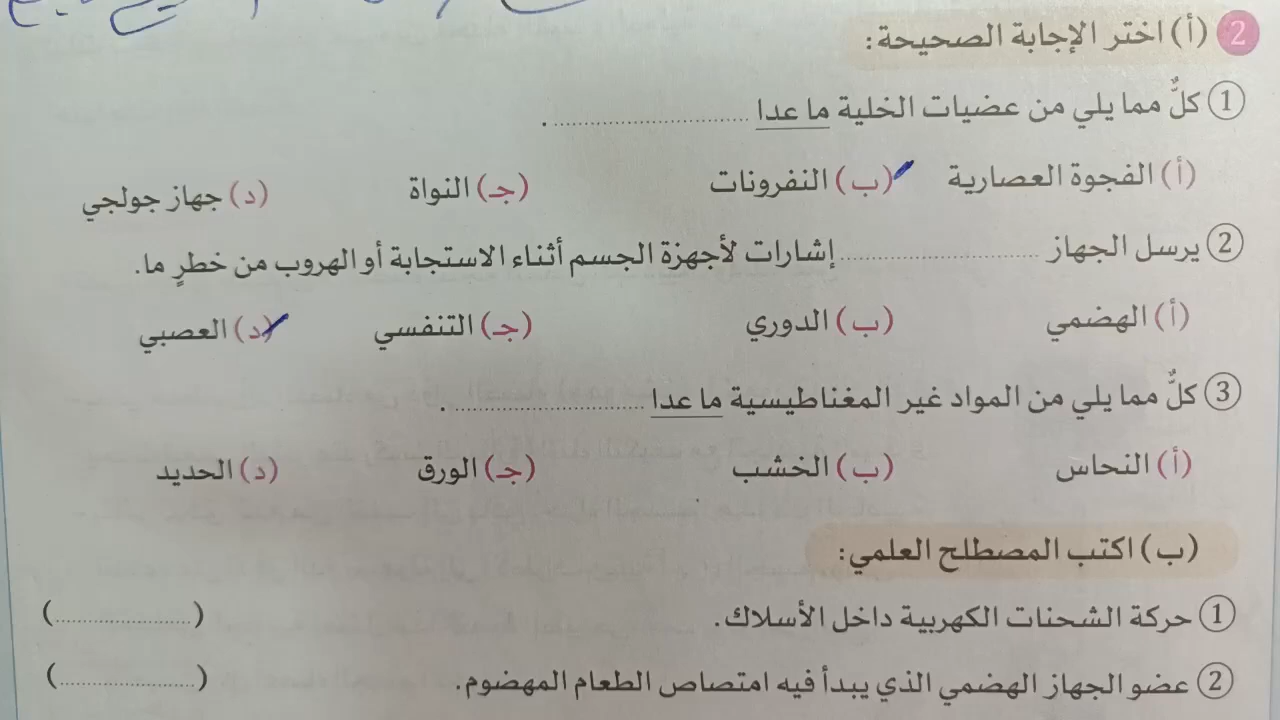 2 (أ) اختر الإجابة الصحيحة:
1 كلٌّ مما يلي من عضيات الخلية ما عدا .............................. .
(أ) الفجوة العصارية (ب) النفرونات (جـ) النواة (د) جهاز جولجي
2 يرسل الجهاز .............................. إشارات لأجهزة الجسم أثناء الاستجابة أو الهروب من خطرٍ ما.
(أ) الهضمي (ب) الدوري (جـ) التنفسي (د) العصبي
3 كلٌّ مما يلي من المواد غير المغناطيسية ما عدا .............................. .
(أ) النحاس (ب) الخشب (جـ) الورق (د) الحديد
(ب) اكتب المصطلح العلمي:
1 حركة الشحنات الكهربية داخل الأسلاك. (..............................)
2 عضو الجهاز الهضمي الذي يبدأ فيه امتصاص الطعام المهضوم. (..............................)